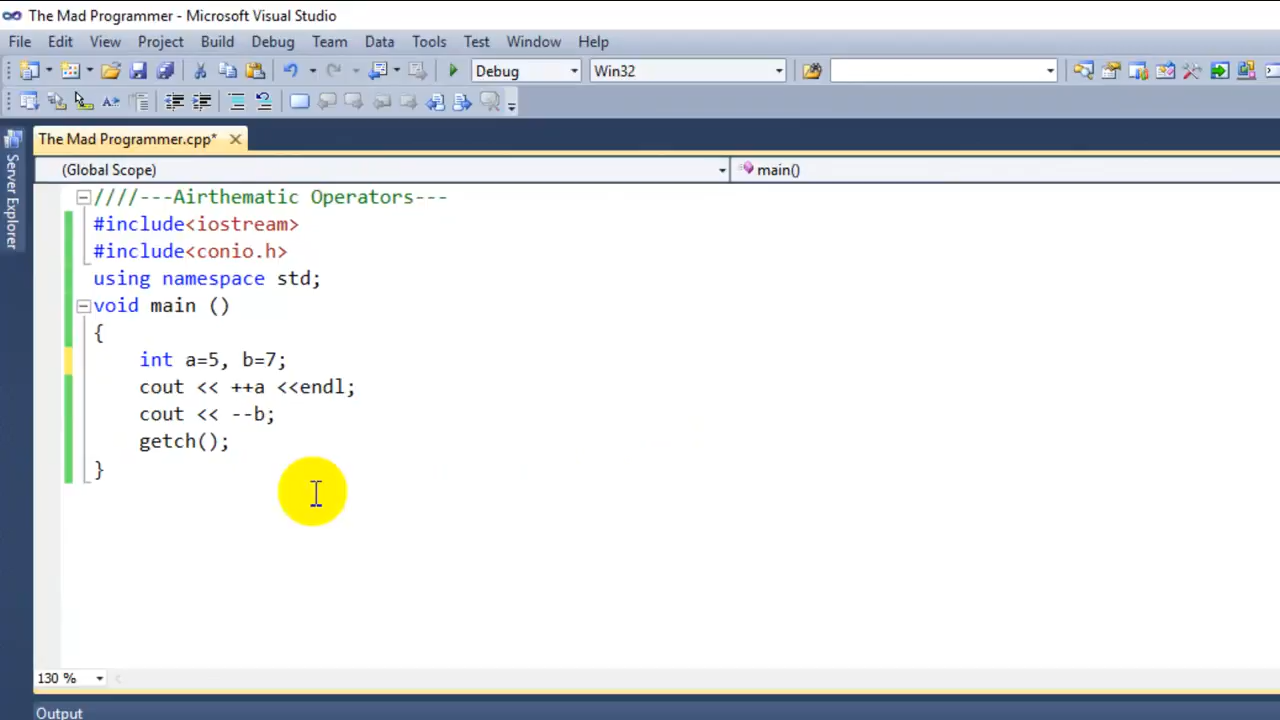 The Mad Programmer - Microsoft Visual Studio
File Edit View Project Build Debug Team Data Tools Test Window Help
Debug Win32
The Mad Programmer.cpp*
(Global Scope) main()
Server Explorer
////---Airthematic Operators---
#include<iostream>
#include<conio.h>
using namespace std;
void main ()
{
int a=5, b=7;
cout << ++a <<endl;
cout << --b;
getch();
}
130 %
Output